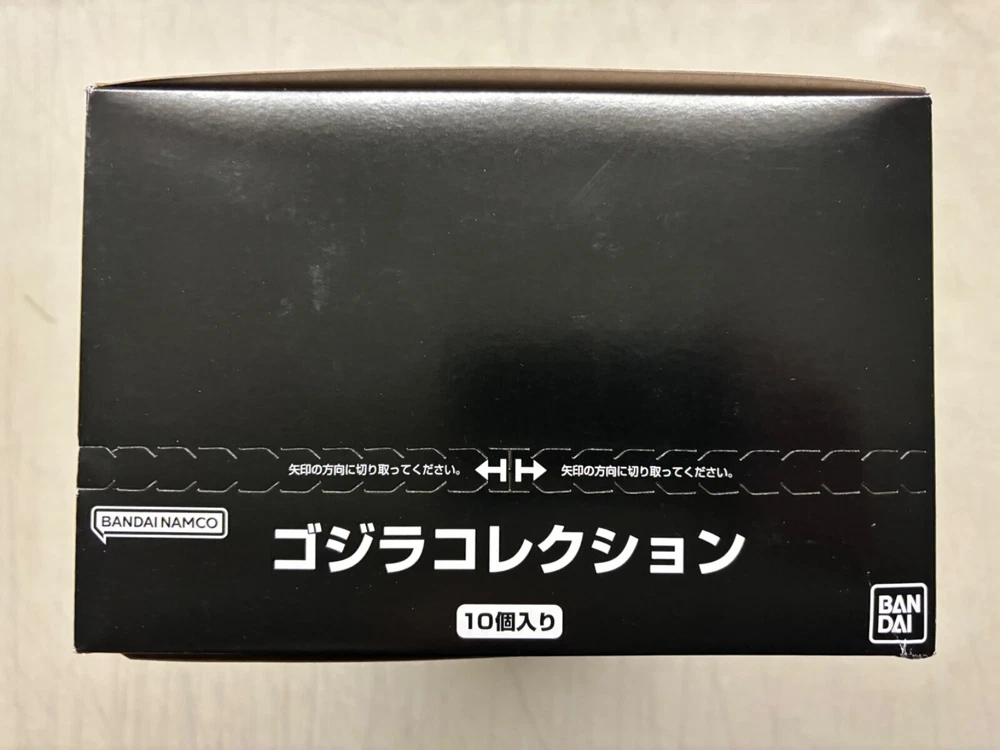 矢印の方向に切り取ってください。 矢印の方向に切り取ってください。
BANDAI NAMCO
ゴジラコレクション
10個入り
BAN
DAI